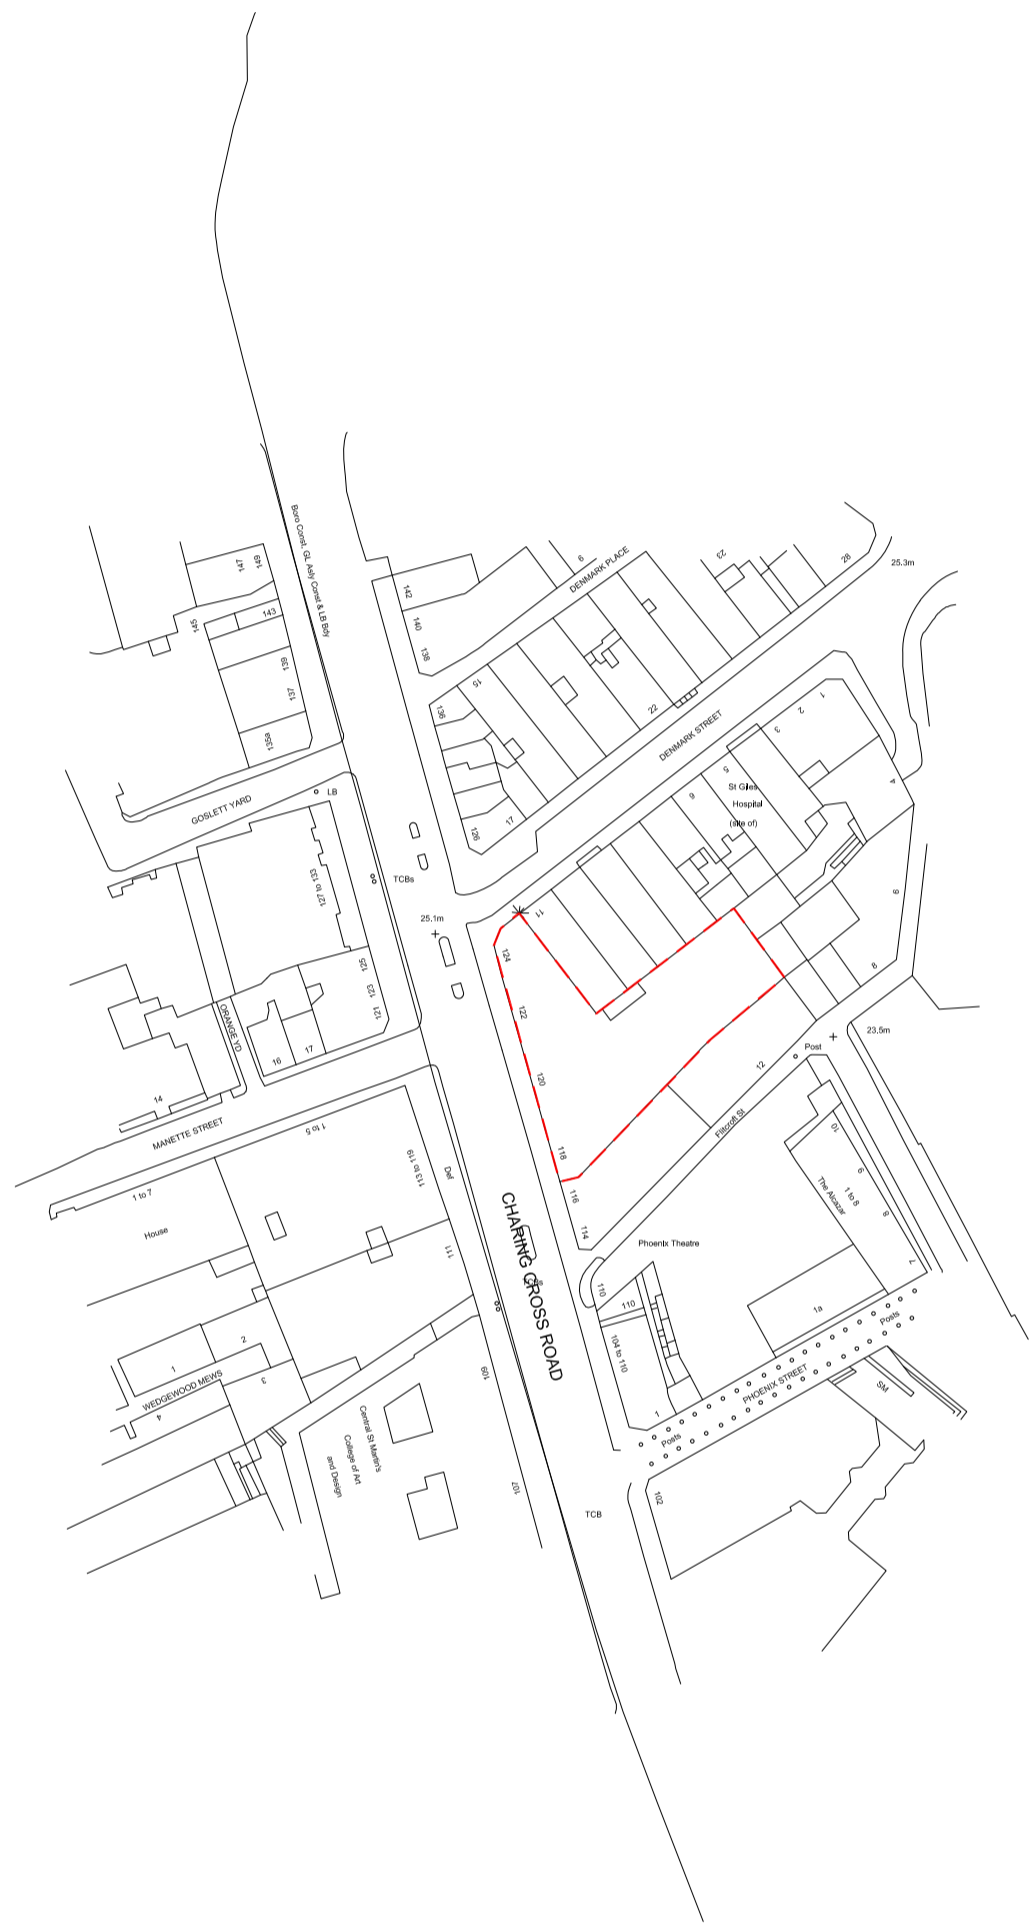 Boro Const, GL Asly Const & LB Bdy
149
147
145
143
139
137
135a
142
140
138
9
DENMARK PLACE
23
28
25.3m
15
136
22
DENMARK STREET
1
2
3
4
5
6
St Giles
Hospital
(site of)
GOSLETT YARD
LB
17
126
127 to 133
TCBs
25.1m
11
124
9
8
125
123
121
122
ORANGE YD
16
17
120
12
Post
23.5m
14
MANETTE STREET
1 to 5
113 to 119
Def
118
116
114
Flitcroft St
10
9
1 to 8
8
The Alcazar
7
1 to 7
House
111
CHARING CROSS ROAD
Phoenix Theatre
110
110
104 to 110
1a
Posts
PHOENIX STREET
SM
1
Posts
2
1
3
WEDGEWOOD MEWS
4
109
Central St Martin's
College of Art
and Design
107
102
TCB